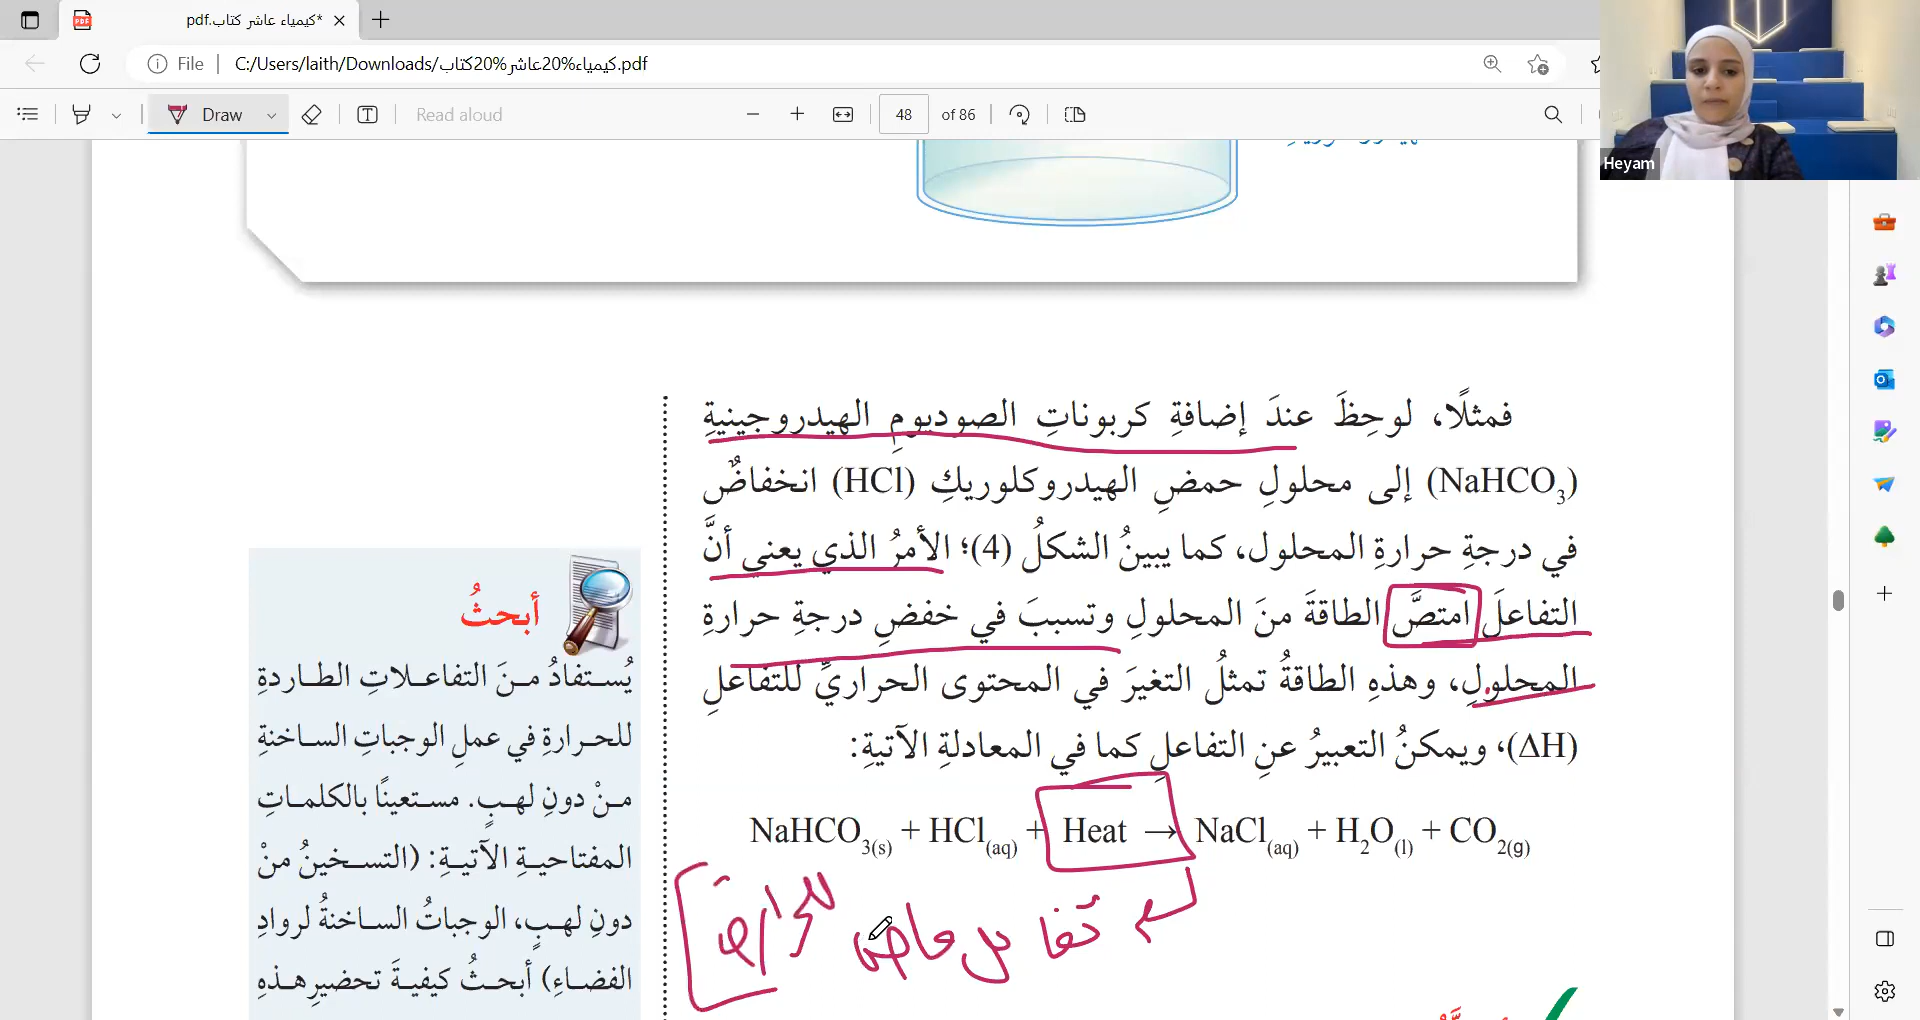 كيمياء عاشر كتاب.pdf*
File C:/Users/laith/Downloads/كيمياء%20عاشر%20كتاب.pdf
Draw Read aloud 48 of 86
Heyam
فمثلًا، لوحِظَ عندَ إضافةِ كربوناتِ الصوديومِ الهيدروجينيةِ
(NaHCO₃) إلى محلولِ حمضِ الهيدروكلوريكِ (HCl) انخفاضٌ
في درجةِ حرارةِ المحلول، كما يبينُ الشكلُ (4)؛ الأمرُ الذي يعني أنَّ
التفاعلَ امتصَّ الطاقةَ منَ المحلولِ وتسببَ في خفضِ درجةِ حرارةِ
المحلولِ، وهذهِ الطاقةُ تمثلُ التغيرَ في المحتوى الحراريِّ للتفاعلِ
(ΔH)، ويمكنُ التعبيرُ عنِ التفاعلِ كما في المعادلةِ الآتيةِ:
NaHCO₃(s) + HCl(aq) + Heat → NaCl(aq) + H₂O(l) + CO₂(g)
تفاعل ماص للحرارة
أبحثُ
يُستفادُ منَ التفاعلاتِ الطاردةِ
للحرارةِ في عملِ الوجباتِ الساخنةِ
منْ دونِ لهبٍ. مستعينًا بالكلماتِ
المفتاحيةِ الآتيةِ: (التسخينُ منْ
دونِ لهبٍ، الوجباتُ الساخنةُ لروادِ
الفضاءِ) أبحثُ كيفيةَ تحضيرِ هذهِ